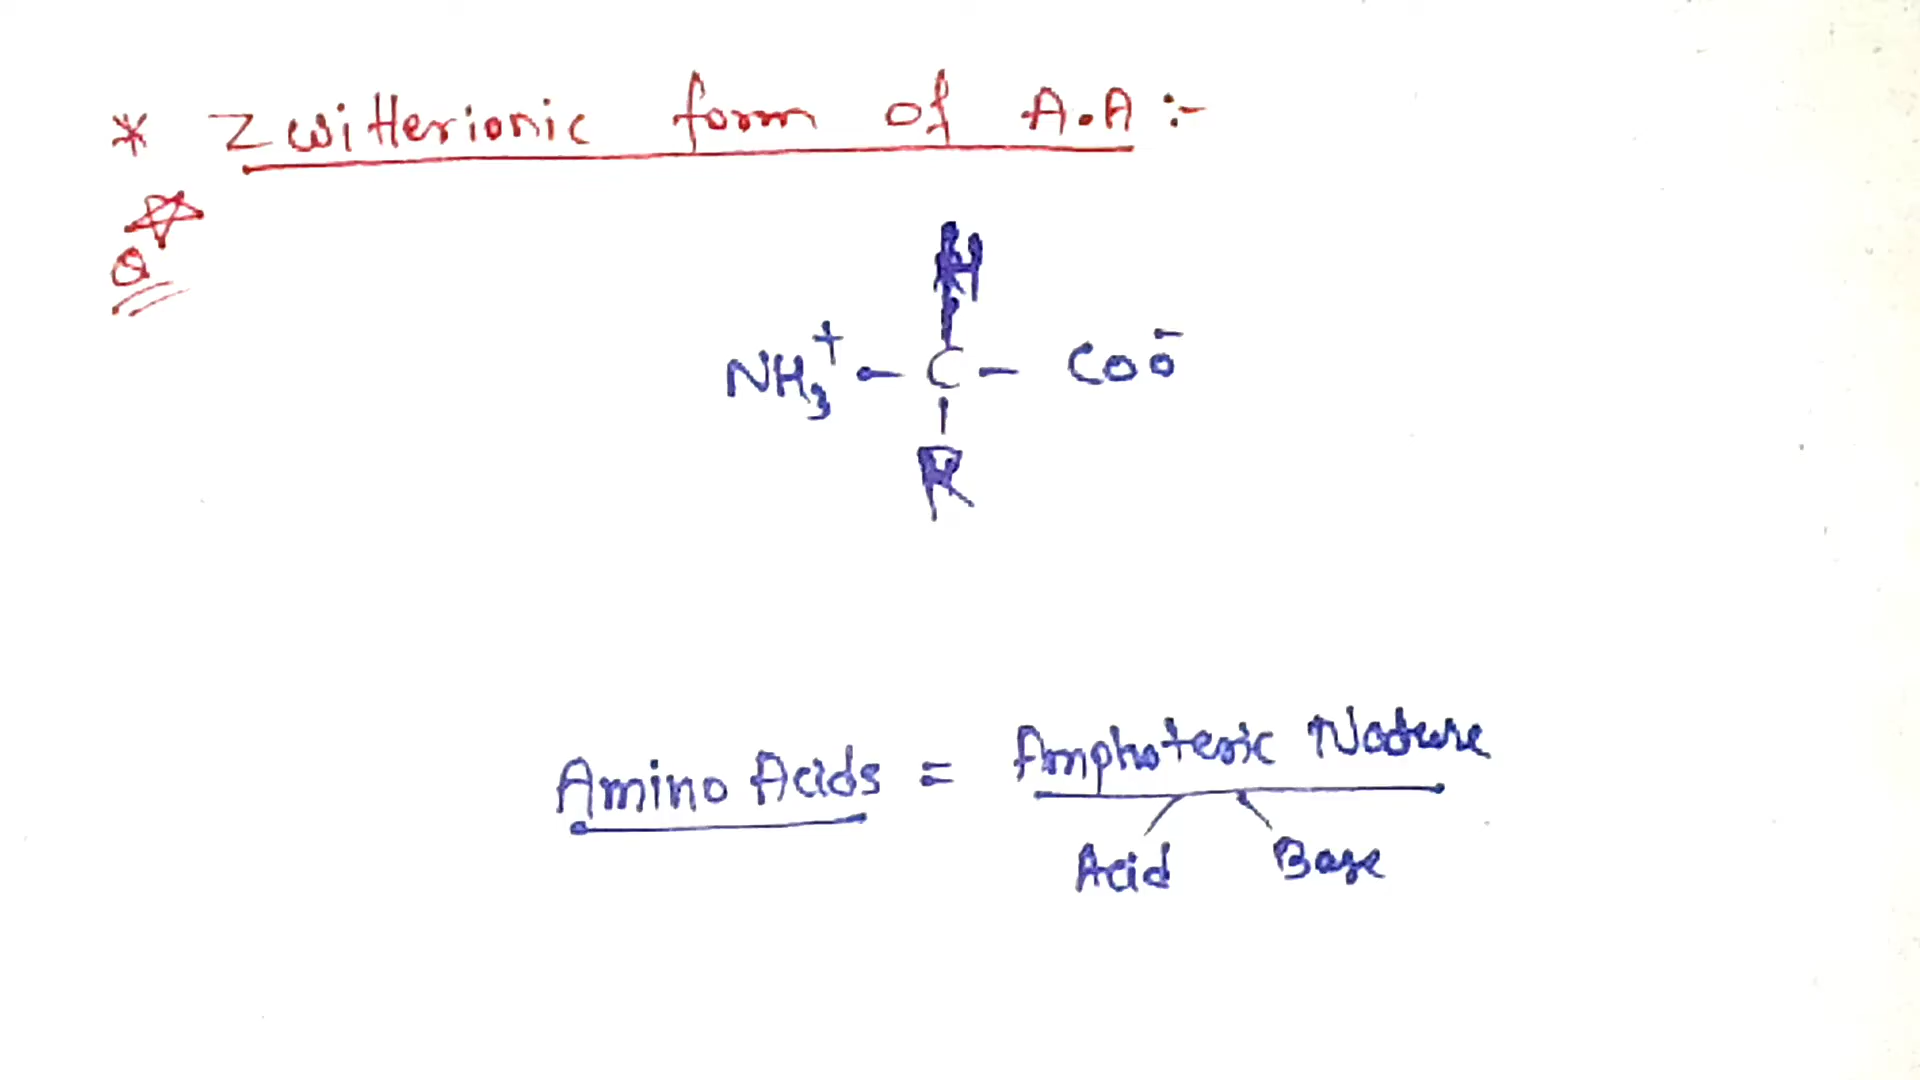 * Zwitterionic form of A.A :-
Q
H
NH₃⁺ - C - COO⁻
R
Amino Acids = Amphoteric Nature
Acid Base